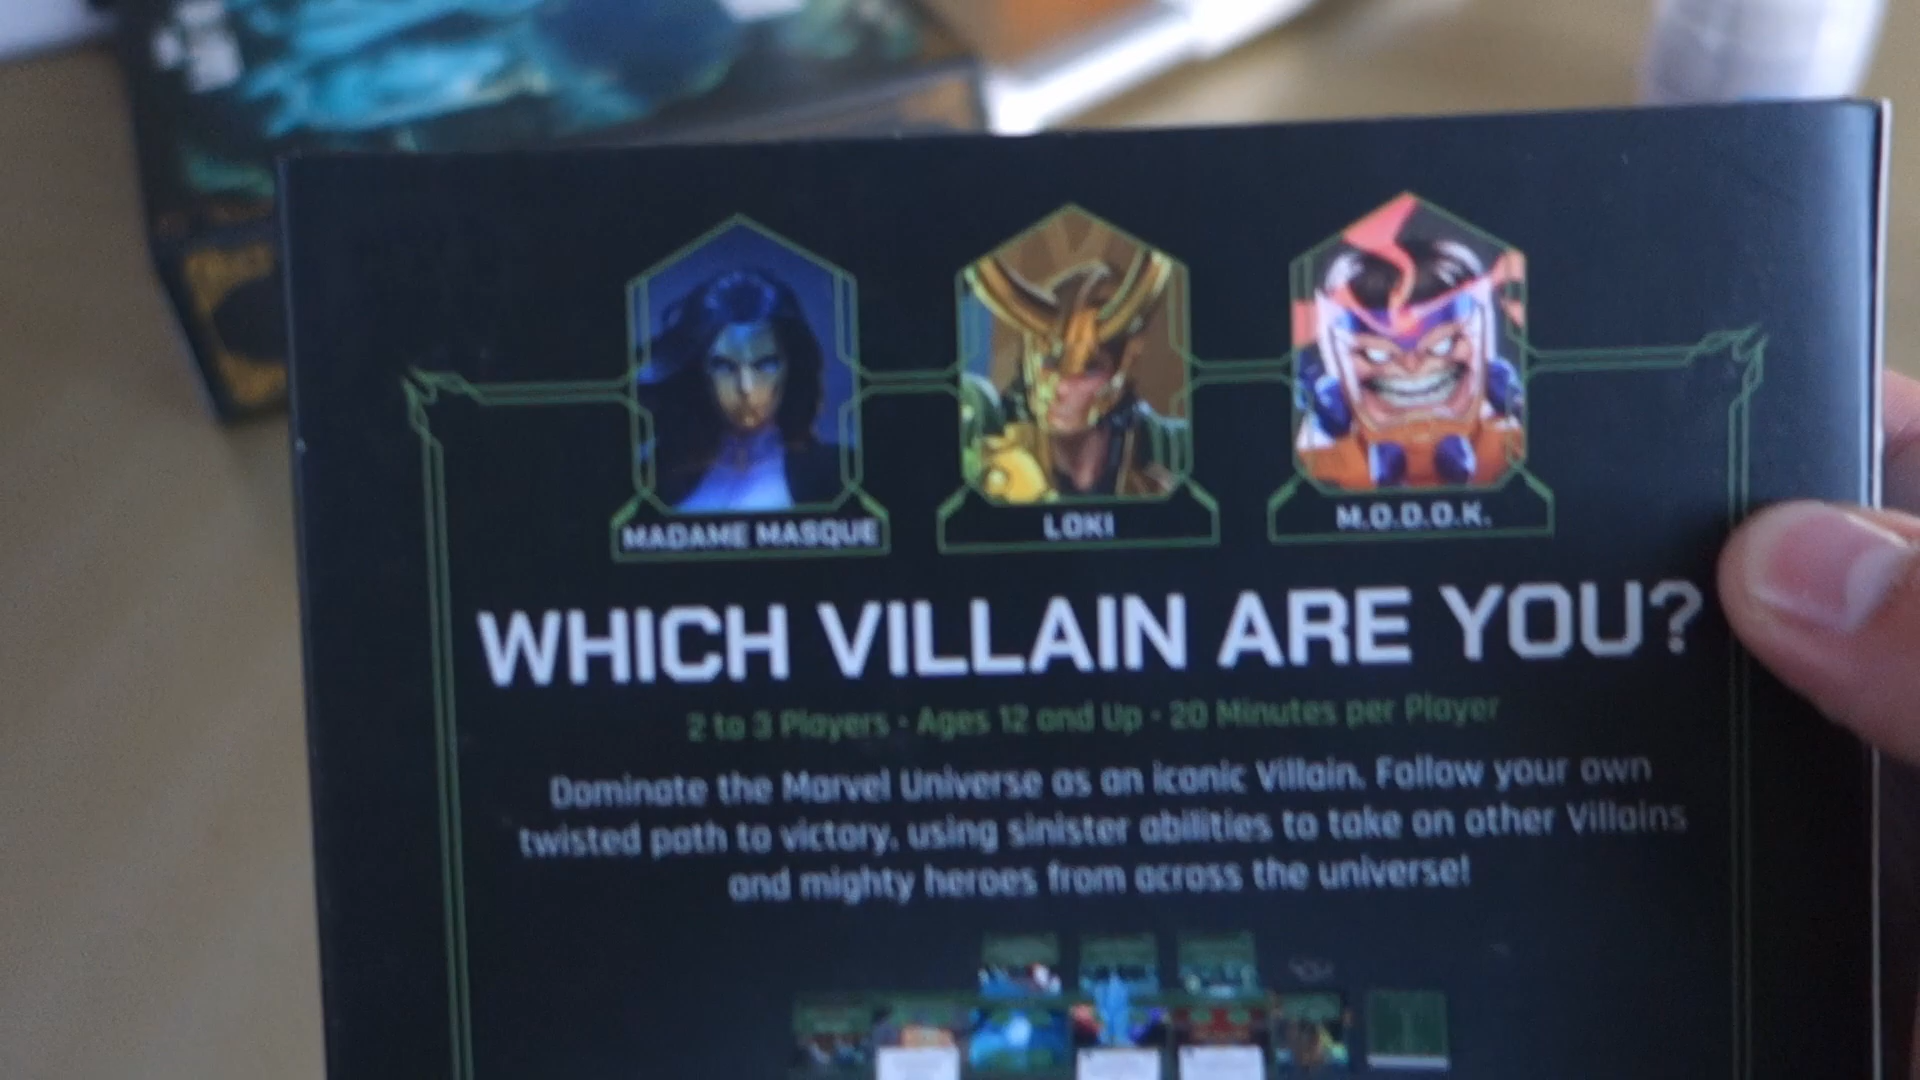 MADAME MASQUE
LOKI
M.O.D.O.K.
WHICH VILLAIN ARE YOU?
2 to 3 Players · Ages 12 and Up · 20 Minutes per Player
Dominate the Marvel Universe as an iconic Villain. Follow your own
twisted path to victory, using sinister abilities to take on other Villains
and mighty heroes from across the universe!